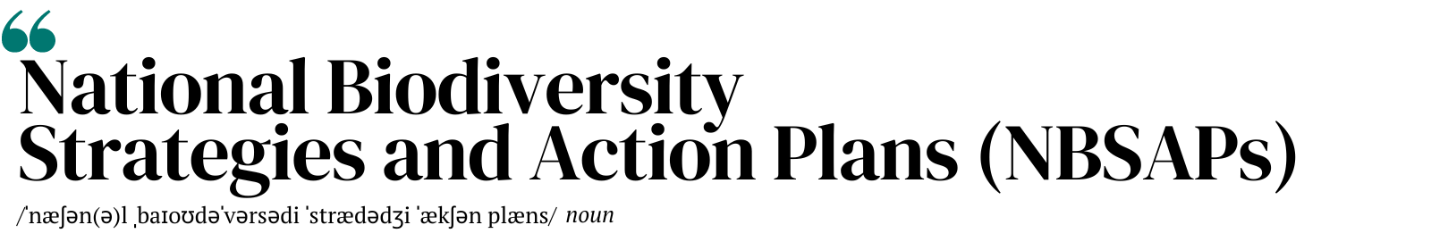 “
National Biodiversity
Strategies and Action Plans (NBSAPs)
/ˈnæʃən(ə)l ˌbaɪoʊdəˈvərsədi ˈstrædədʒi ˈækʃən plæns/ noun